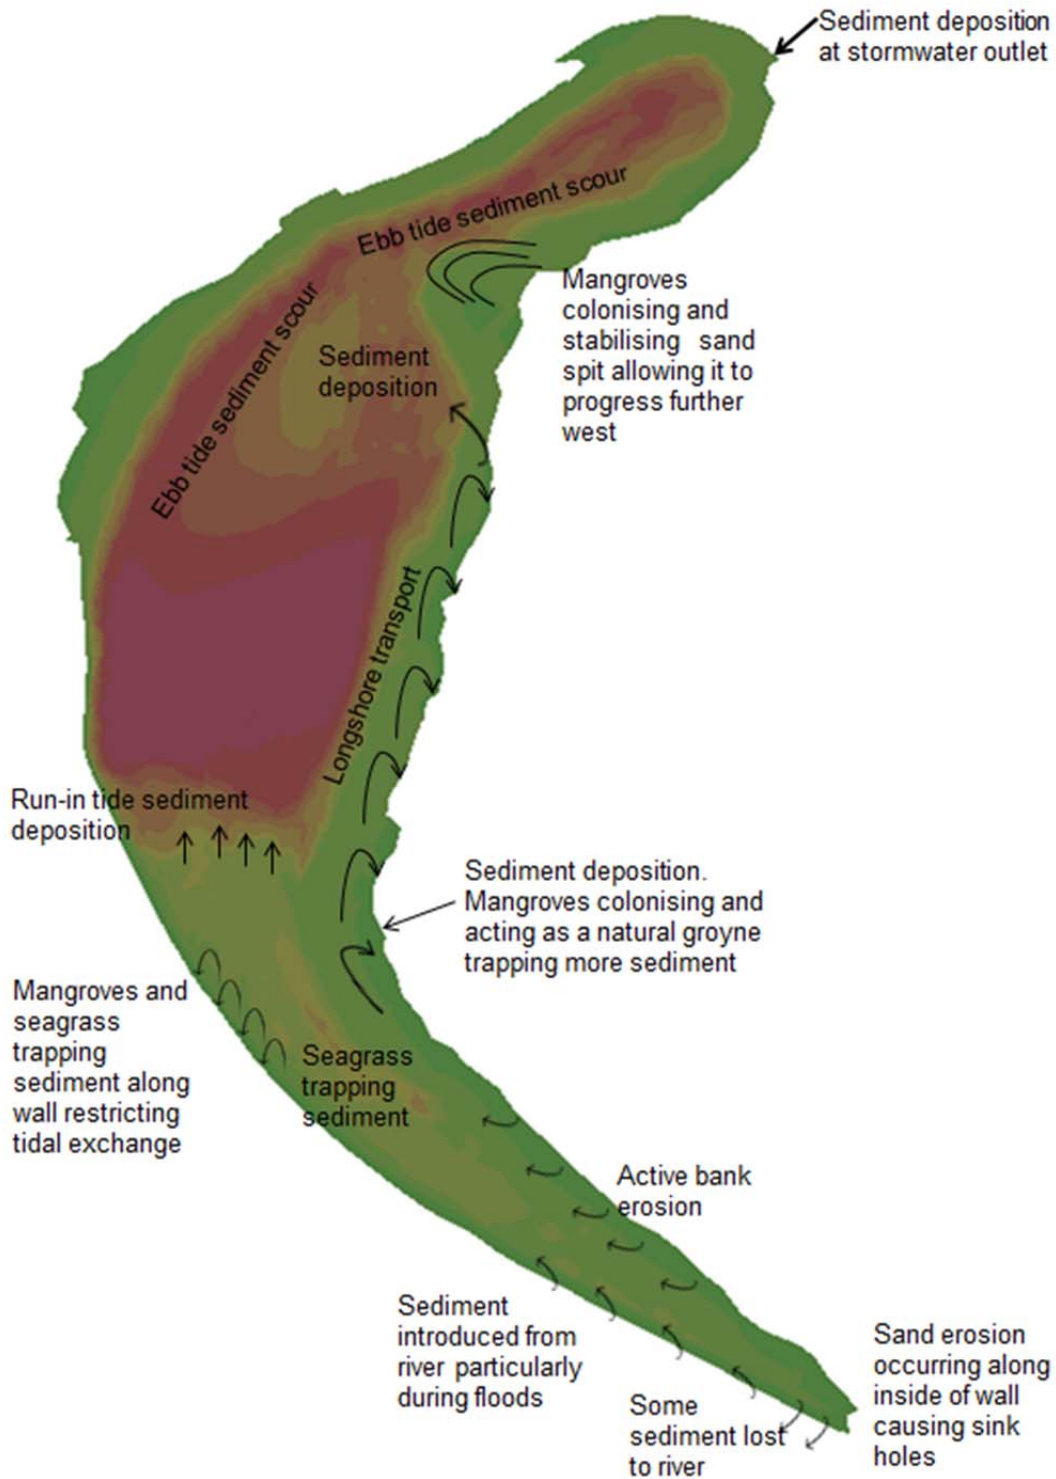 Sediment deposition
at stormwater outlet
Ebb tide sediment scour
Mangroves
colonising and
stabilising sand
spit allowing it to
progress further
west
Ebb tide sediment scour
Sediment
deposition
Longshore transport
Run-in tide sediment
deposition
Sediment deposition.
Mangroves colonising and
acting as a natural groyne
trapping more sediment
Mangroves and
seagrass
trapping
sediment along
wall restricting
tidal exchange
Seagrass
trapping
sediment
Active bank
erosion
Sediment
introduced from
river particularly
during floods
Some
sediment lost
to river
Sand erosion
occurring along
inside of wall
causing sink
holes